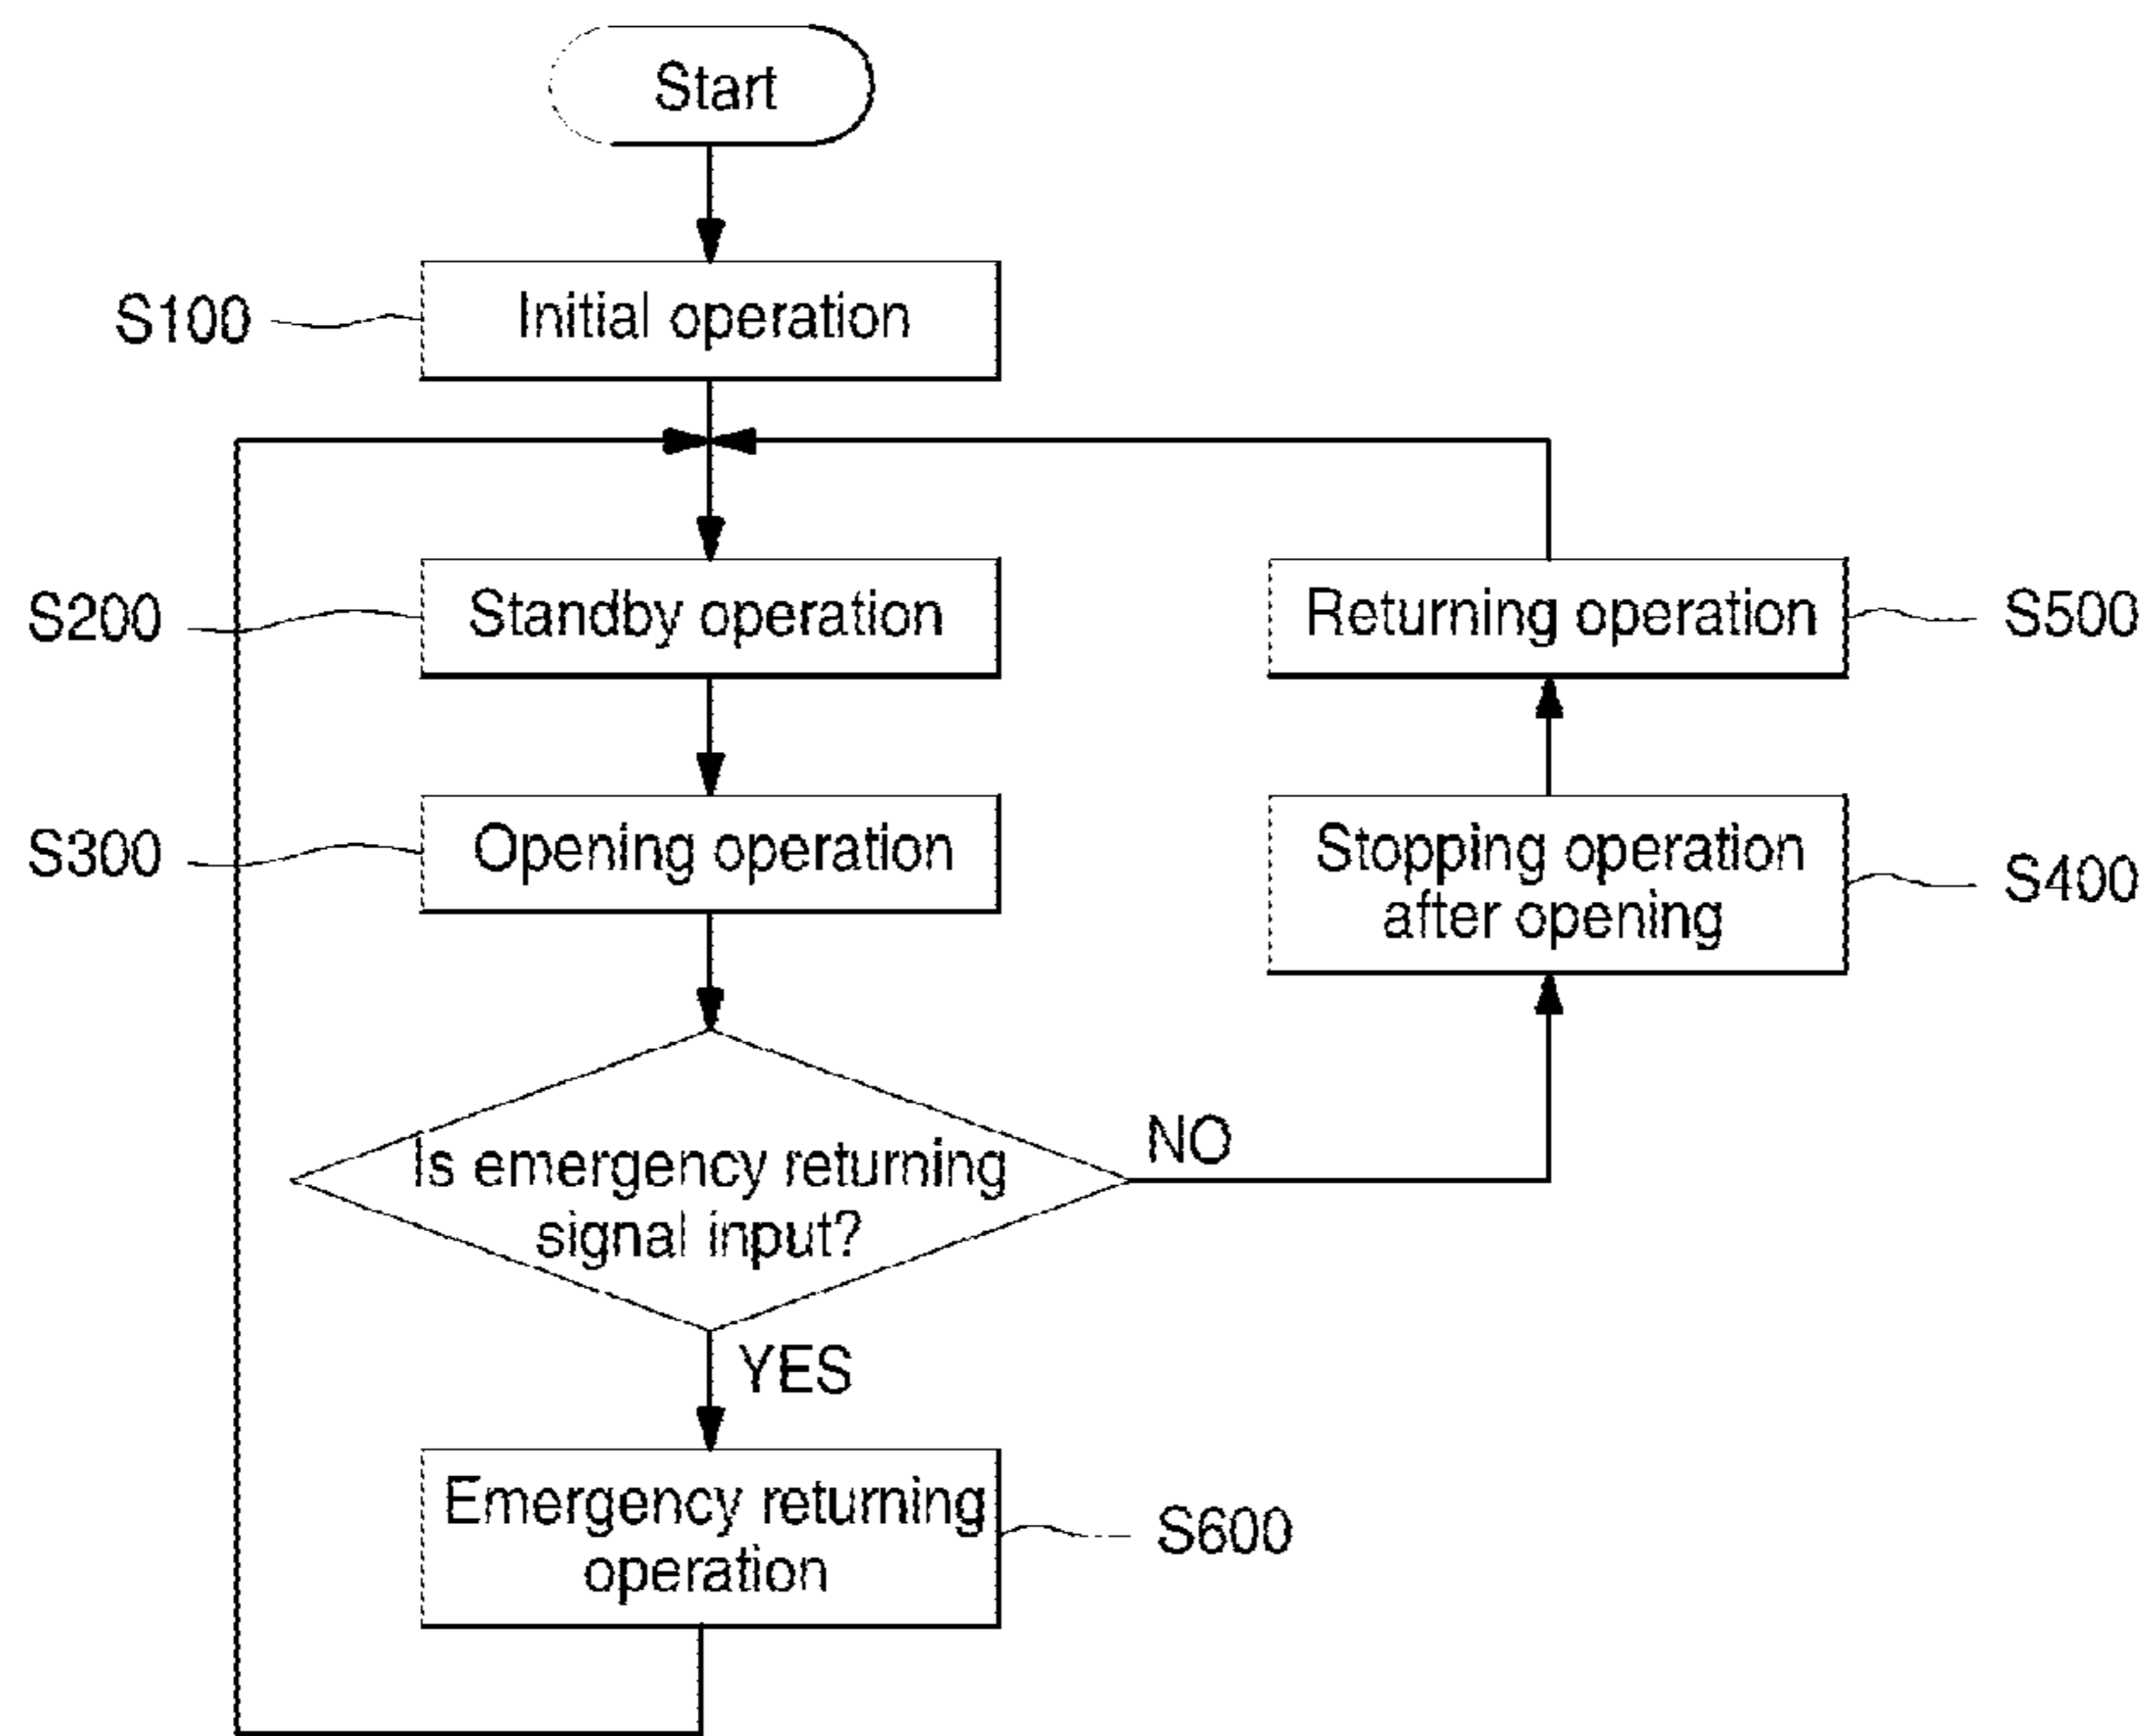 Start
S100
Initial operation
S200
Standby operation
Returning operation
S500
S300
Opening operation
Stopping operation
after opening
S400
Is emergency returning
signal input?
NO
YES
Emergency returning
operation
S600